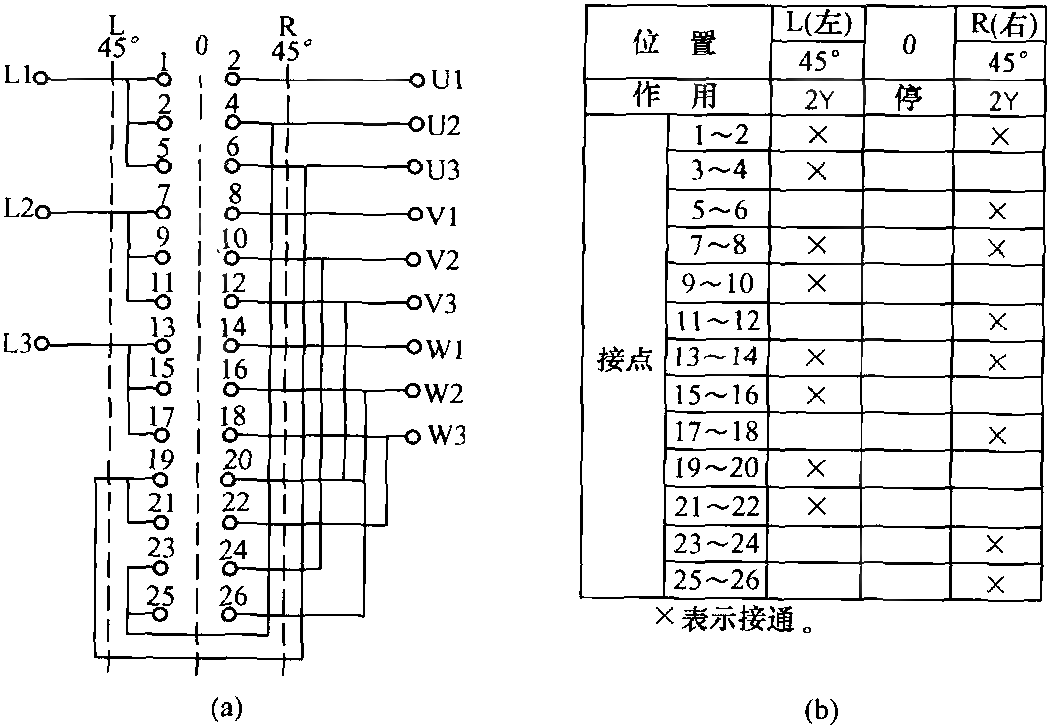 L 0 R
45° 45°
L1 1 2 U1
2 4 U2
5 6 U3
L2 7 8 V1
9 10 V2
11 12 V3
L3 13 14 W1
15 16 W2
17 18 W3
19 20
21 22
23 24
25 26
(a)
位置 L(左) 0 R(右)
45° 45°
作用 2Y 停 2Y
接点
1～2 × ×
3～4 ×
5～6 ×
7～8 × ×
9～10 ×
11～12 ×
13～14 × ×
15～16 ×
17～18 ×
19～20 ×
21～22 ×
23～24 ×
25～26 ×
×表示接通。
(b)